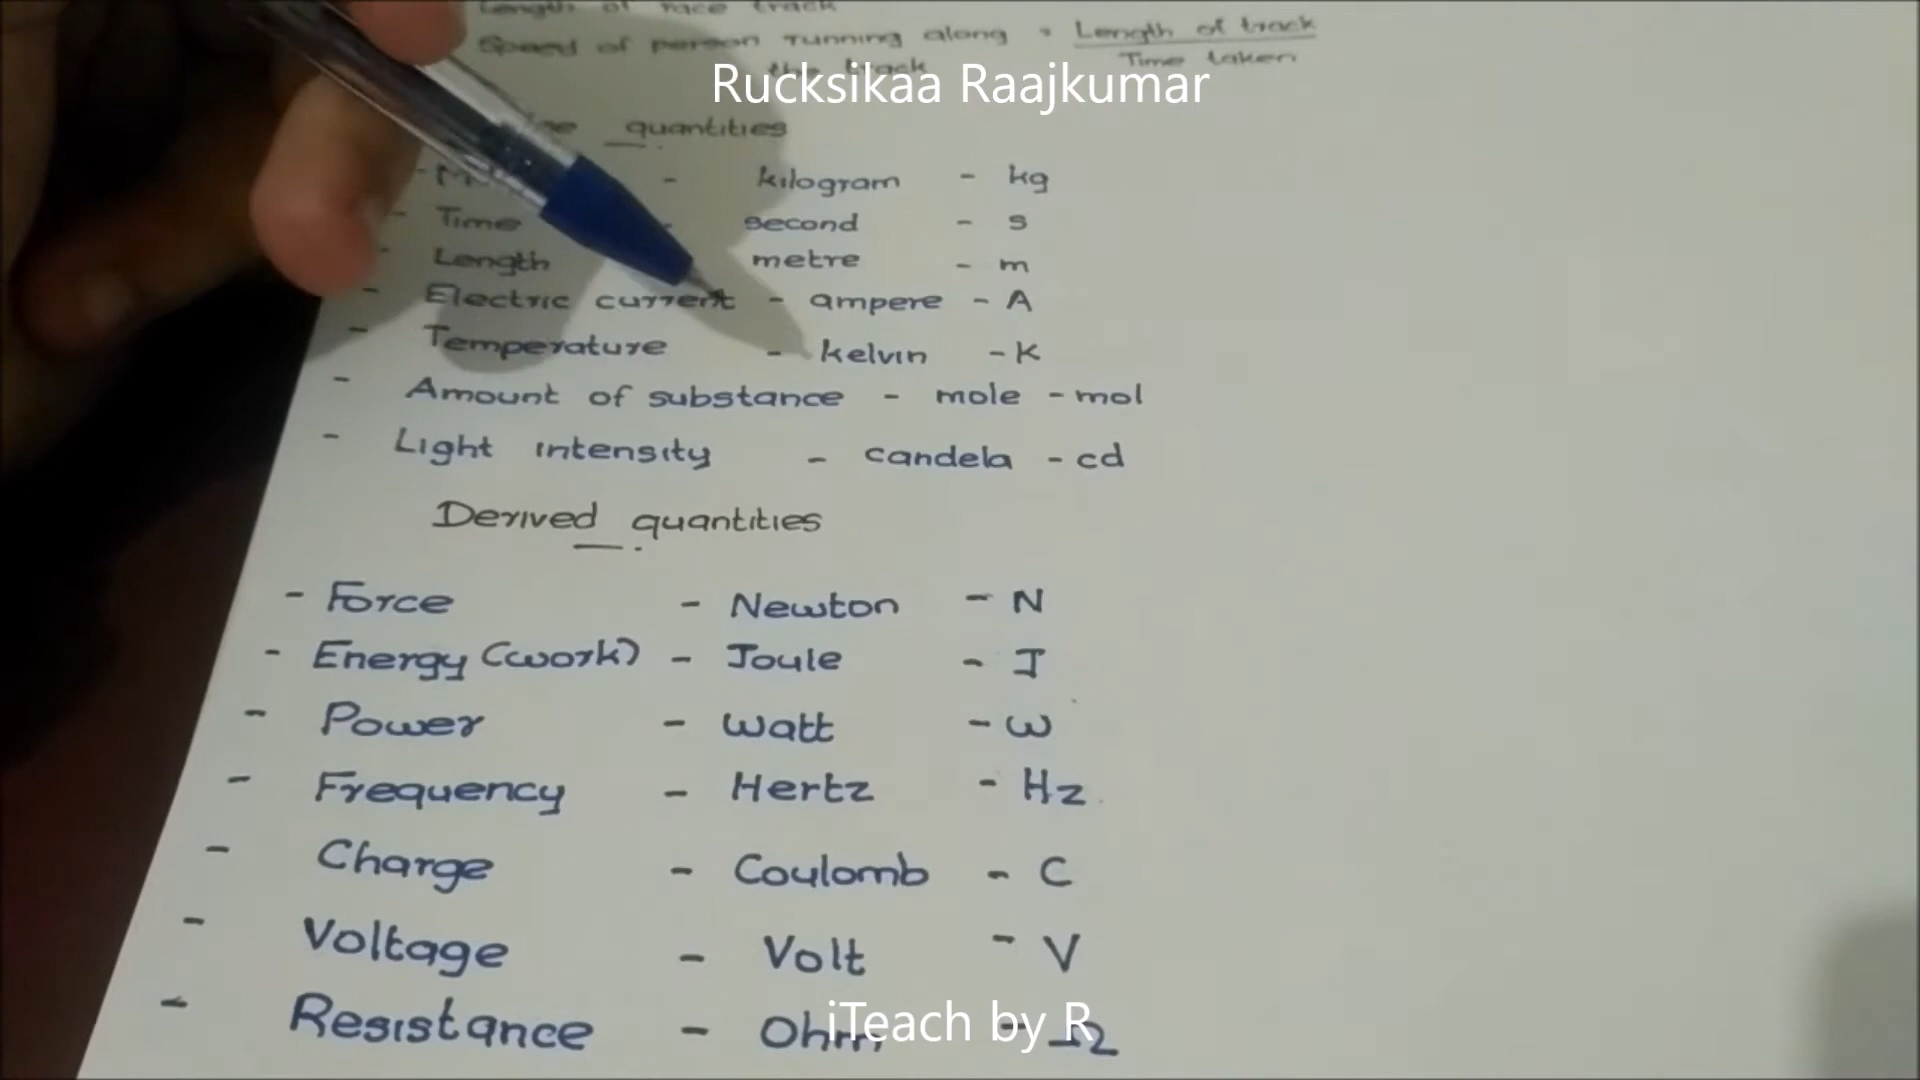 Length of race track
Speed of person running along = Length of track
the track Time taken
Rucksikaa Raajkumar
quantities
- - kilogram - kg
- Time - second - s
- Length metre - m
- Electric current - ampere - A
- Temperature - kelvin - K
- Amount of substance - mole - mol
- Light intensity - candela - cd
Derived quantities
- Force - Newton - N
- Energy (work) - Joule - J
- Power - Watt - W
- Frequency - Hertz - Hz
- Charge - Coulomb - C
- Voltage - Volt - V
- Resistance - Ohm - Ω
iTeach by R